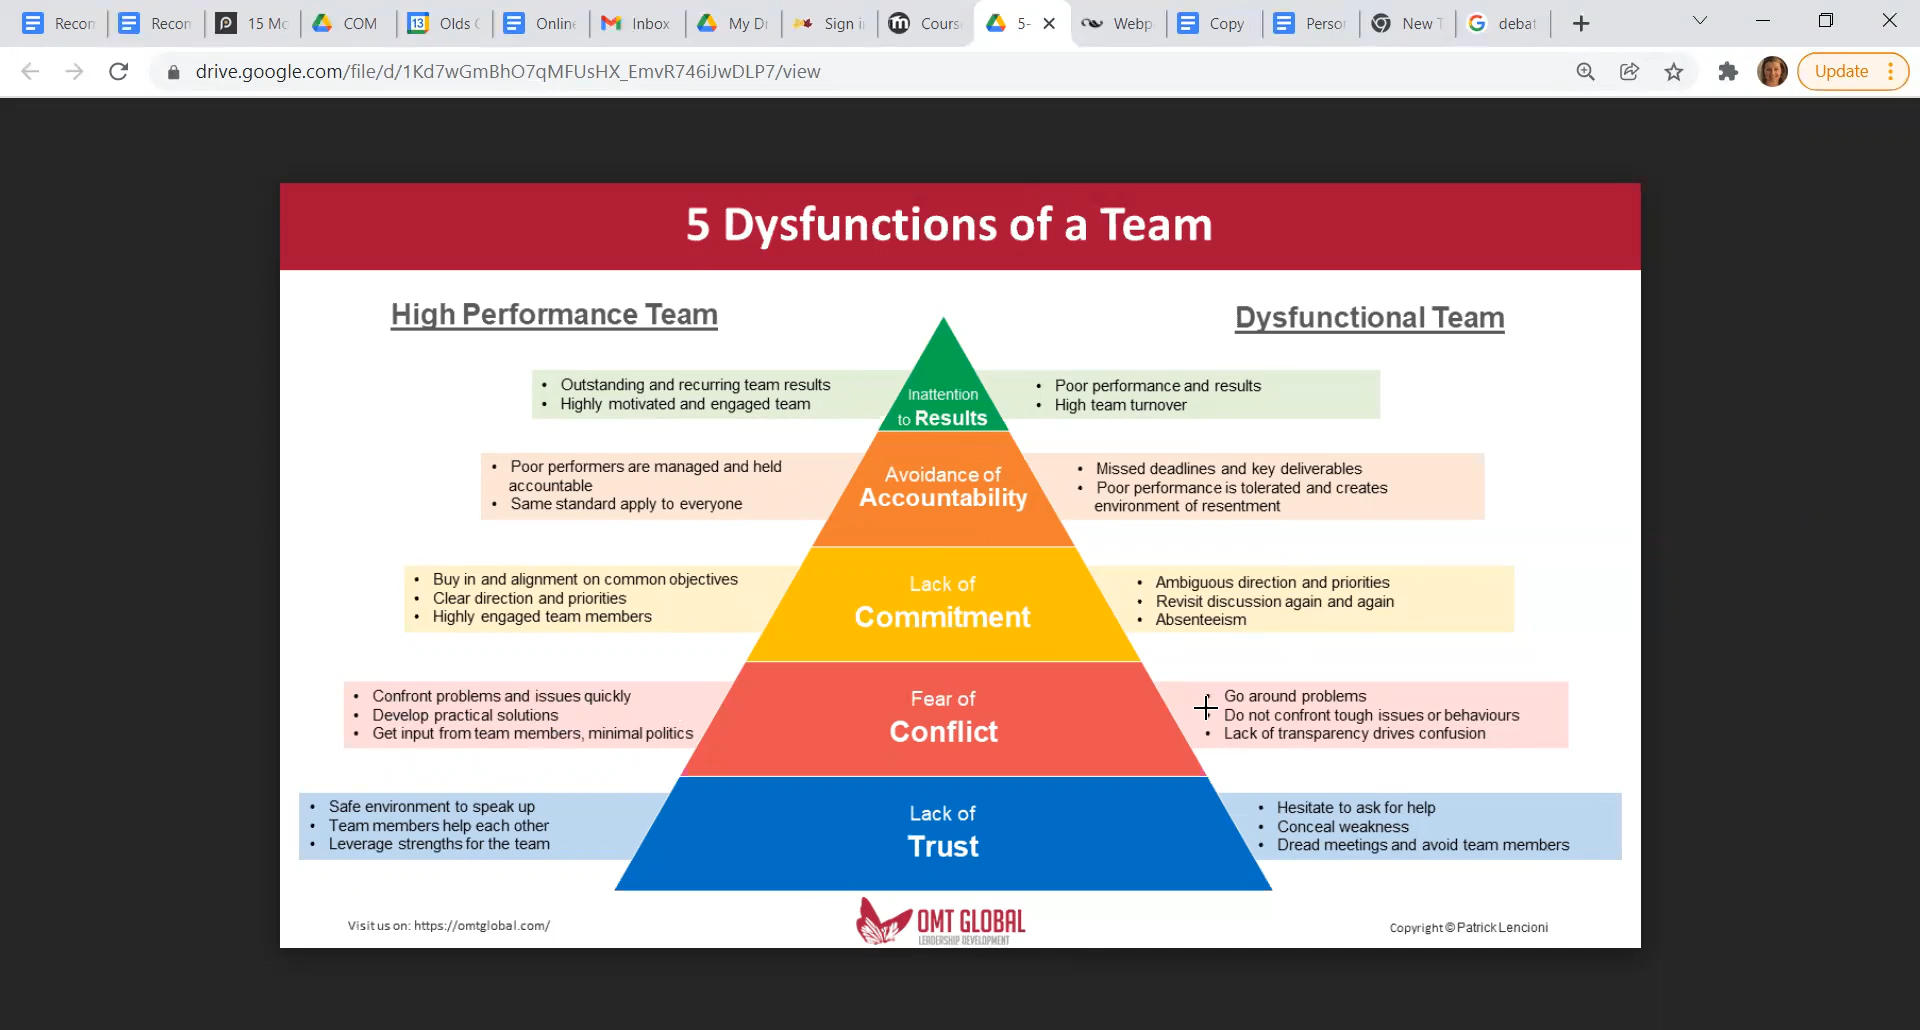 Recon
Recon
15 Mo
COM
Olds
Online
Inbox
My Dr
Sign i
Cours
5-
Webp
Copy
Perso
New T
debat
drive.google.com/file/d/1Kd7wGmBhO7qMFUsHX_EmvR746iJwDLP7/view
Update
5 Dysfunctions of a Team
High Performance Team
Dysfunctional Team
• Outstanding and recurring team results
• Highly motivated and engaged team
Inattention
to Results
• Poor performance and results
• High team turnover
• Poor performers are managed and held
accountable
• Same standard apply to everyone
Avoidance of
Accountability
• Missed deadlines and key deliverables
• Poor performance is tolerated and creates
environment of resentment
• Buy in and alignment on common objectives
• Clear direction and priorities
• Highly engaged team members
Lack of
Commitment
• Ambiguous direction and priorities
• Revisit discussion again and again
• Absenteeism
• Confront problems and issues quickly
• Develop practical solutions
• Get input from team members, minimal politics
Fear of
Conflict
• Go around problems
• Do not confront tough issues or behaviours
• Lack of transparency drives confusion
• Safe environment to speak up
• Team members help each other
• Leverage strengths for the team
Lack of
Trust
• Hesitate to ask for help
• Conceal weakness
• Dread meetings and avoid team members
Visit us on: https://omtglobal.com/
OMT GLOBAL
LEADERSHIP DEVELOPMENT
Copyright © Patrick Lencioni